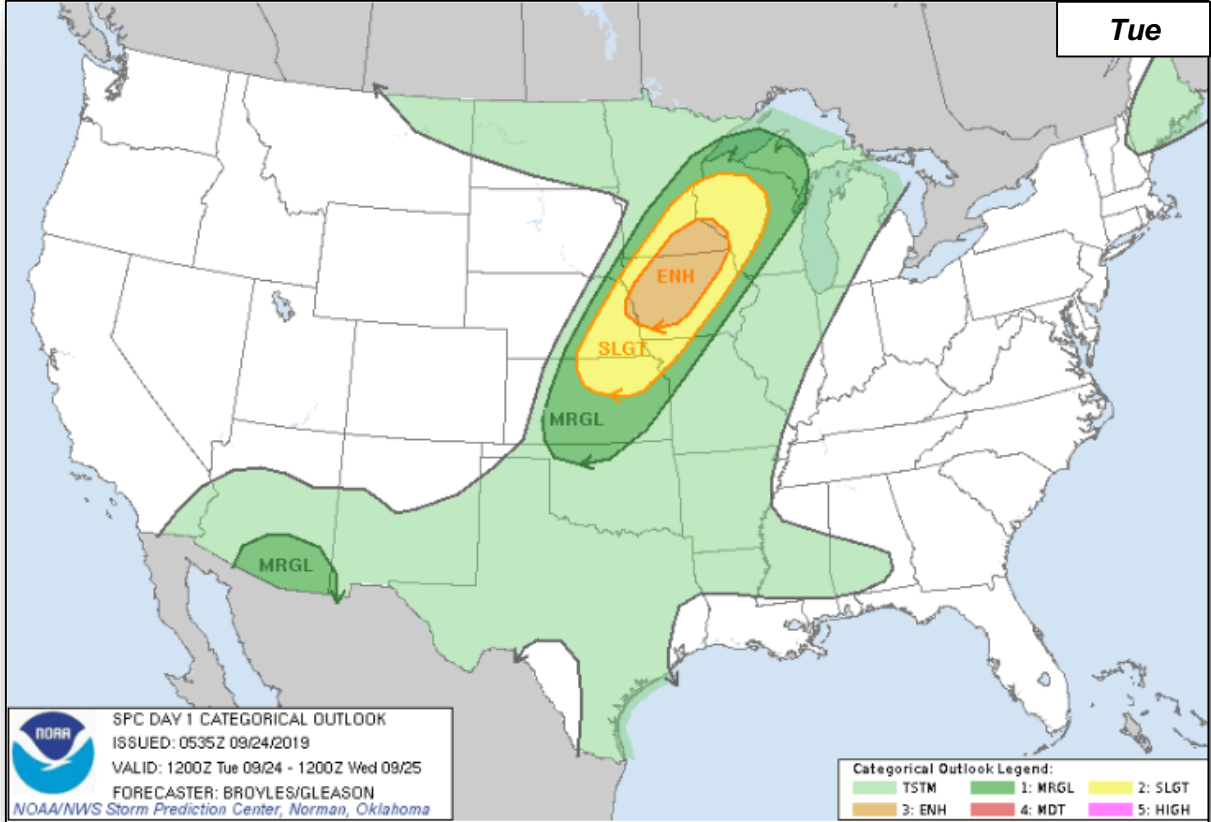 Tue
ENH
SLGT
MRGL
MRGL
NOAA
SPC DAY 1 CATEGORICAL OUTLOOK
ISSUED: 0535Z 09/24/2019
VALID: 1200Z Tue 09/24 - 1200Z Wed 09/25
FORECASTER: BROYLES/GLEASON
NOAA/NWS Storm Prediction Center, Norman, Oklahoma
Categorical Outlook Legend:
TSTM 1: MRGL 2: SLGT
3: ENH 4: MDT 5: HIGH